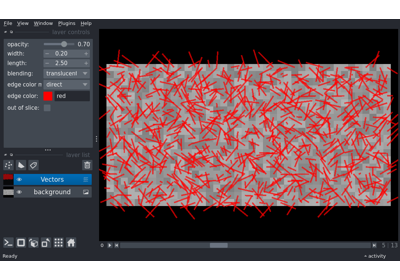 File View Window Plugins Help
layer controls
opacity: 0.70
width: 0.20
length: 2.50
blending: translucent
edge color m direct
edge color: red
out of slice:
layer list
Vectors
background
0
5 13
Ready
activity